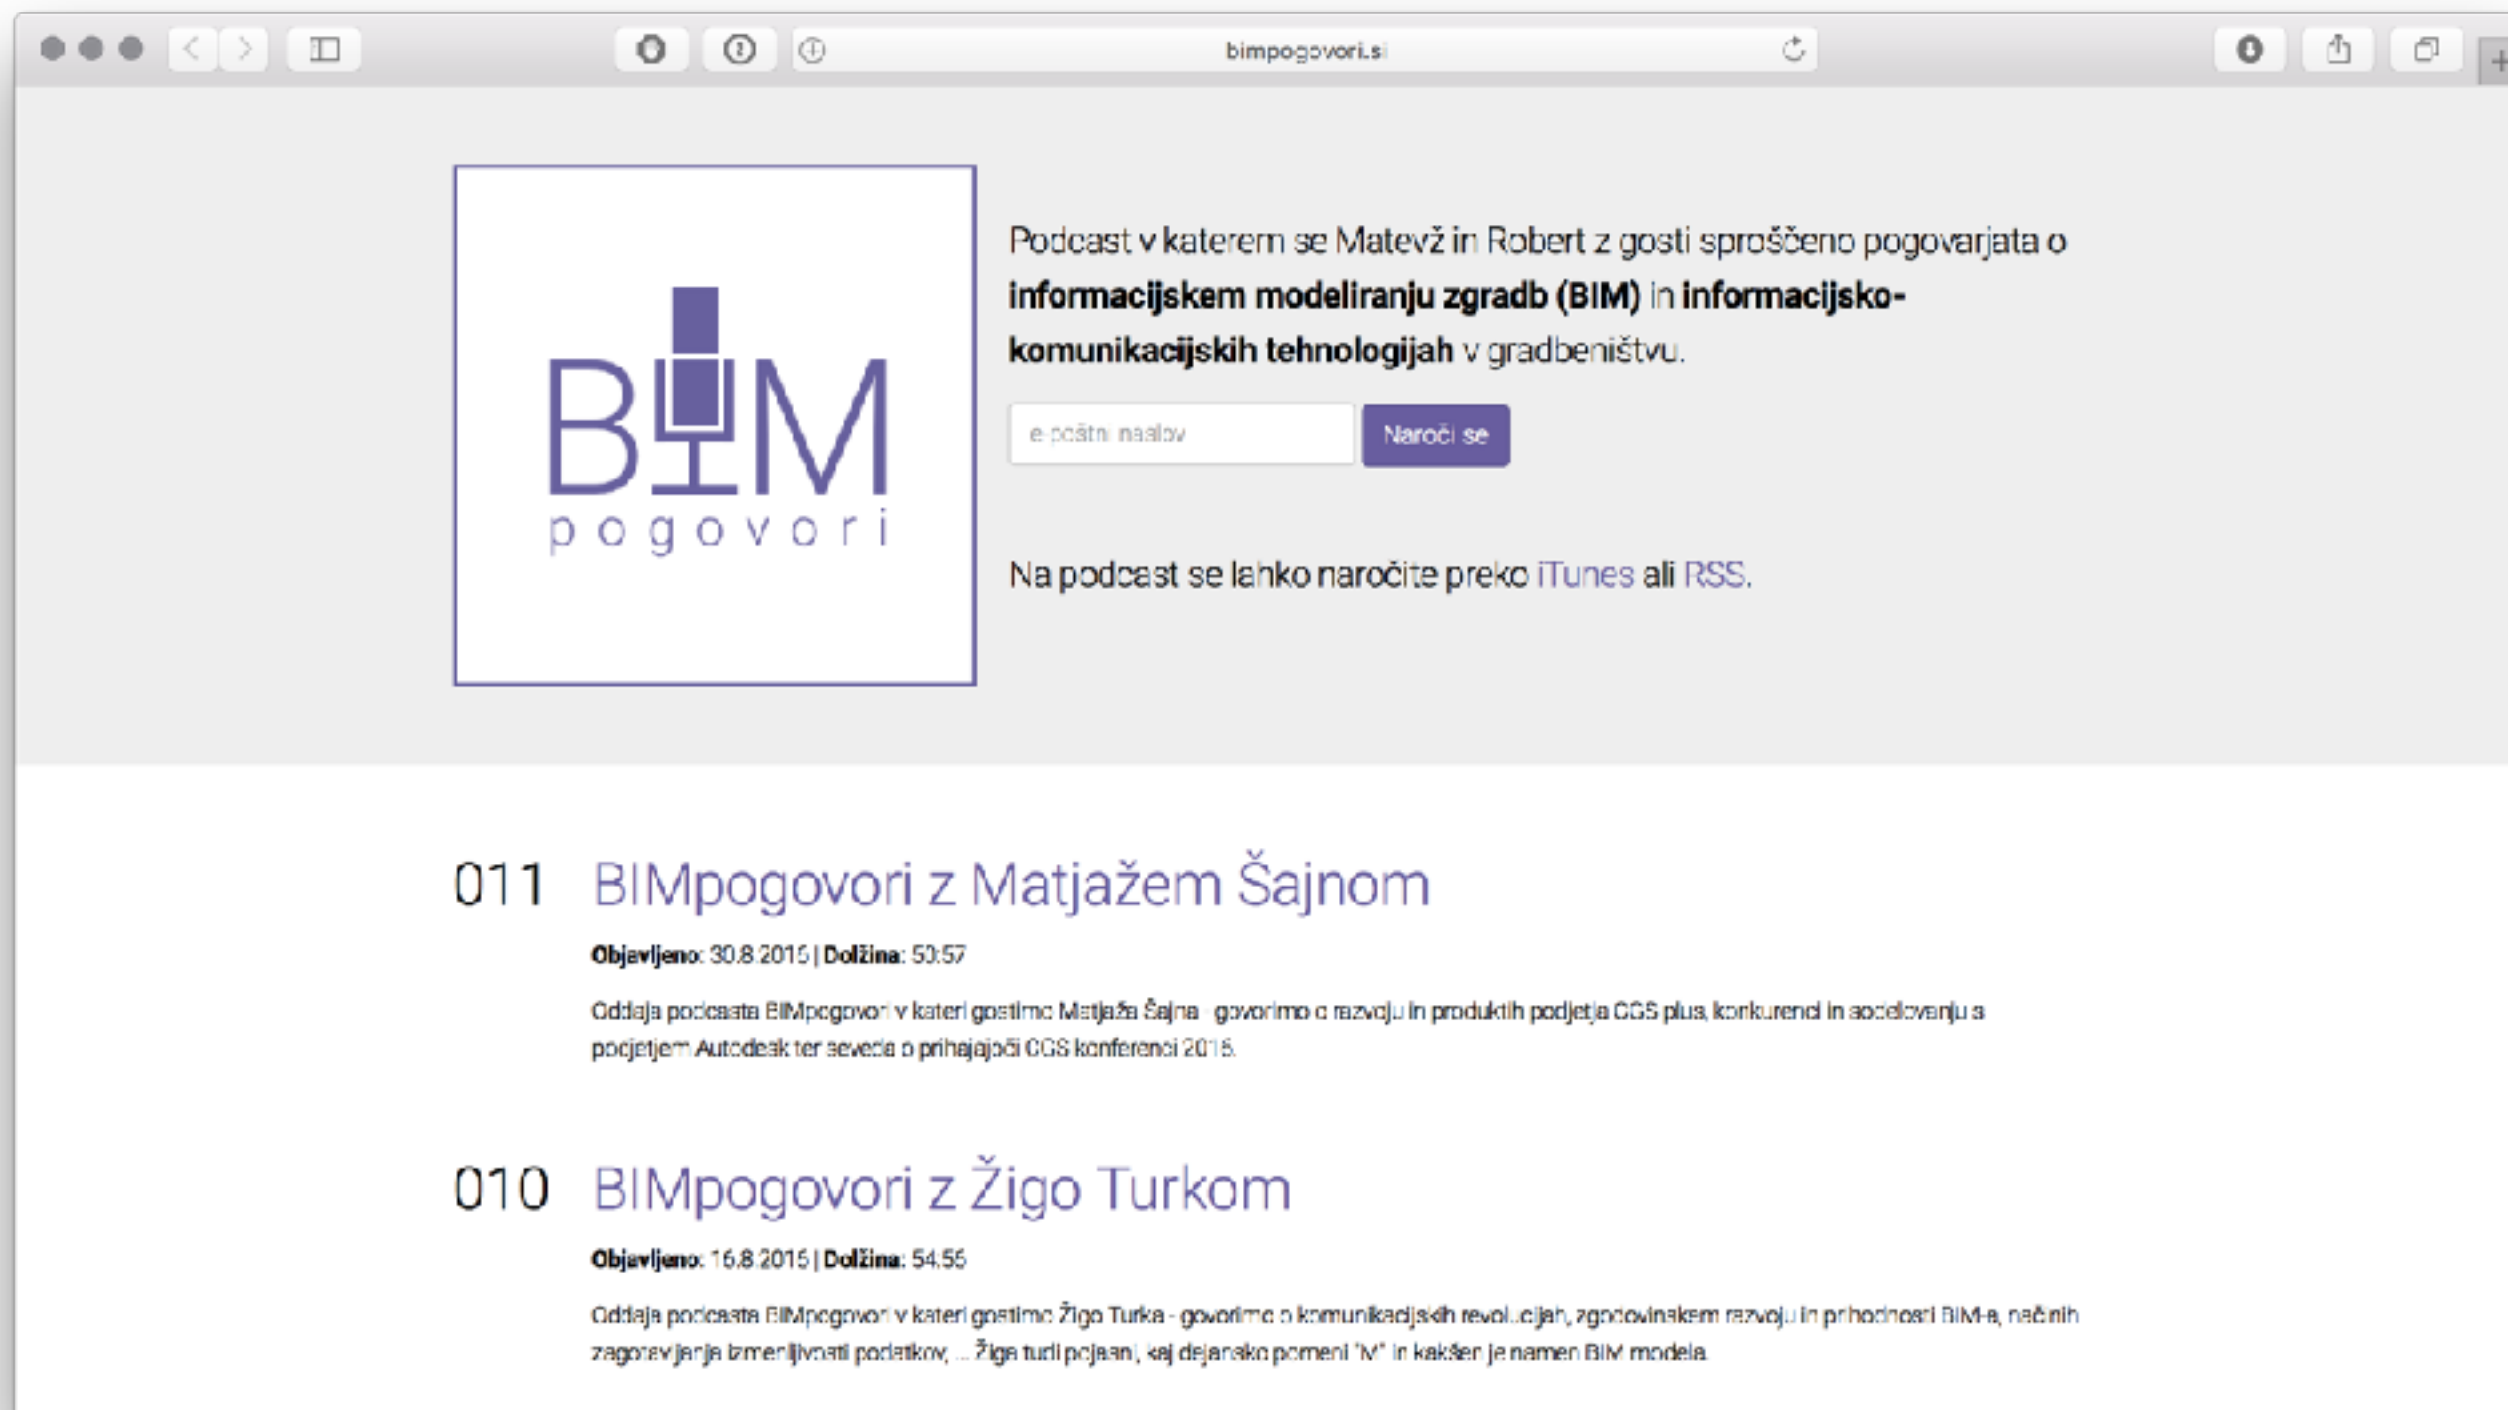 bimpogovori.si
BIM
pogovori
Podcast v katerem se Matevž in Robert z gosti sproščeno pogovarjata o
informacijskem modeliranju zgradb (BIM) in informacijsko-
komunikacijskih tehnologijah v gradbeništvu.
e-poštni naslov
Naroči se
Na podcast se lahko naročite preko iTunes ali RSS.
011 BIMpogovori z Matjažem Šajnom
Objavljeno: 30.8.2016 | Dolžina: 50:57
Oddaja podcasta BIMpogovori v kateri gostimo Matjaža Šajna - govorimo o razvoju in produktih podjetja CGS plus, konkurenci in sodelovanju s
podjetjem Autodesk ter seveda o prihajajoči CGS konferenci 2016.
010 BIMpogovori z Žigo Turkom
Objavljeno: 16.8.2016 | Dolžina: 54:56
Oddaja podcasta BIMpogovori v kateri gostimo Žigo Turka - govorimo o komunikacijskih revolucijah, zgodovinskem razvoju in prihodnosti BIM-a, načinih
zagotavljanja izmenljivosti podatkov, ... Žiga tudi pojasni, kaj dejansko pomeni "M" in kakšen je namen BIM modela.